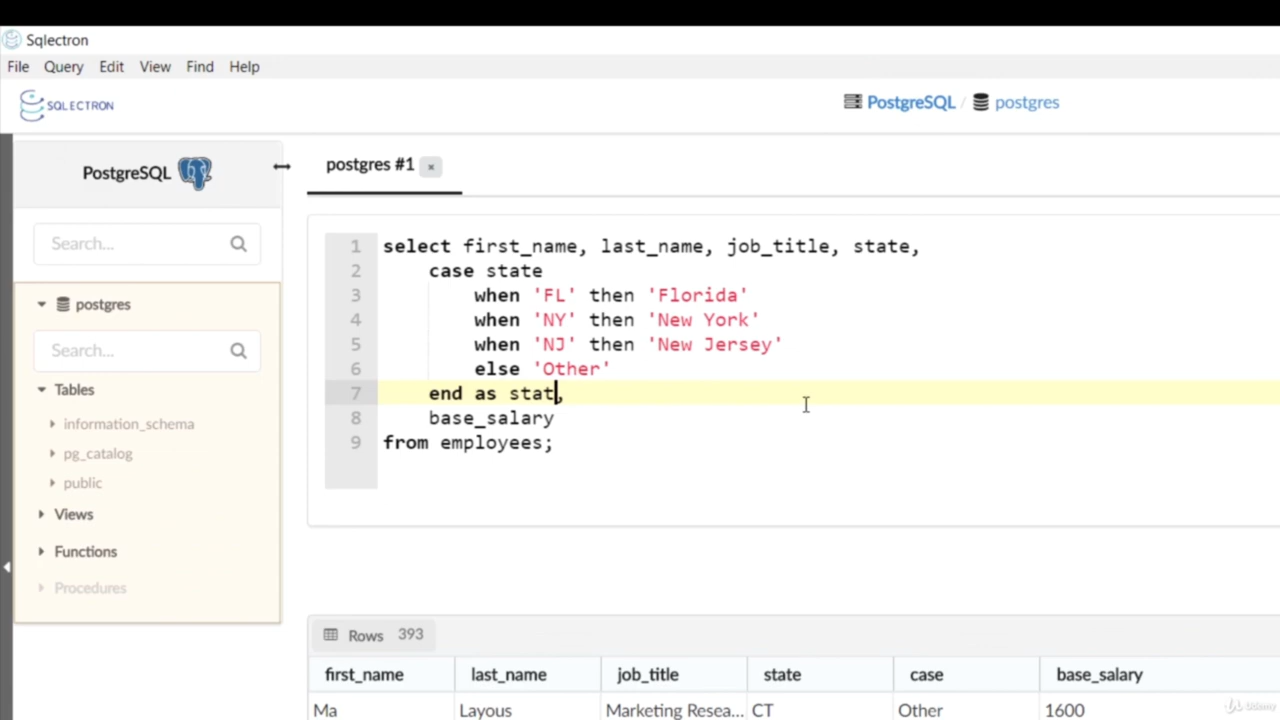 Sqlectron
File Query Edit View Find Help
SQLECTRON
PostgreSQL / postgres
PostgreSQL
postgres #1 ×
Search...
postgres
Search...
Tables
information_schema
pg_catalog
public
Views
Functions
Procedures
1 select first_name, last_name, job_title, state,
2 case state
3 when 'FL' then 'Florida'
4 when 'NY' then 'New York'
5 when 'NJ' then 'New Jersey'
6 else 'Other'
7 end as stat,
8 base_salary
9 from employees;
Rows 393
first_name last_name job_title state case base_salary
Ma Layous Marketing Resea... CT Other 1600
Udemy